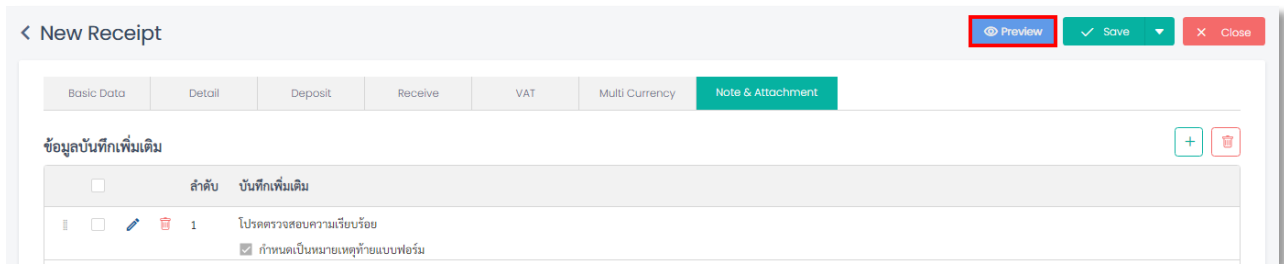 New Receipt
Preview
Save
Close
Basic Data
Detail
Deposit
Receive
VAT
Multi Currency
Note & Attachment
ข้อมูลบันทึกเพิ่มเติม
ลำดับ
บันทึกเพิ่มเติม
1
โปรดตรวจสอบความเรียบร้อย
กำหนดเป็นหมายเหตุท้ายแบบฟอร์ม